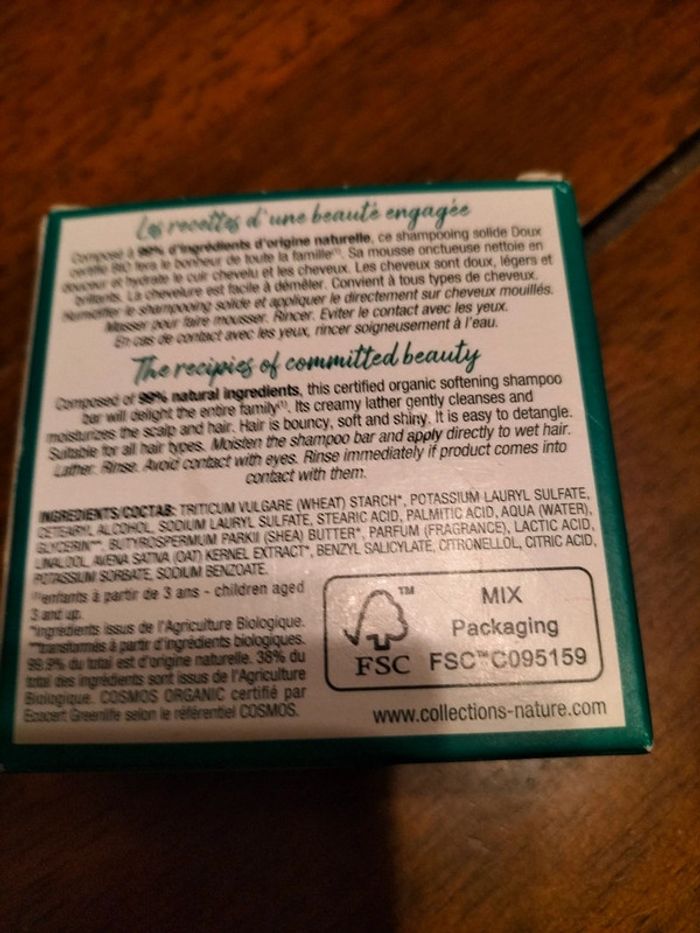 Les recettes d'une beauté engagée
Composé à 99% d'ingrédients d'origine naturelle, ce shampooing solide Doux
certifié BIO fera le bonheur de toute la famille⁽¹⁾. Sa mousse onctueuse nettoie en
douceur et hydrate le cuir chevelu et les cheveux. Les cheveux sont doux, légers et
brillants. La chevelure est facile à démêler. Convient à tous types de cheveux.
Humidifier le shampooing solide et appliquer le directement sur cheveux mouillés.
Masser pour faire mousser. Rincer. Eviter le contact avec les yeux.
En cas de contact avec les yeux, rincer soigneusement à l'eau.
The recipies of committed beauty
Composed of 99% natural ingredients, this certified organic softening shampoo
bar will delight the entire family⁽¹⁾. Its creamy lather gently cleanses and
moisturizes the scalp and hair. Hair is bouncy, soft and shiny. It is easy to detangle.
Suitable for all hair types. Moisten the shampoo bar and apply directly to wet hair.
Lather. Rinse. Avoid contact with eyes. Rinse immediately if product comes into
contact with them.
INGREDIENTS/COCTAB: TRITICUM VULGARE (WHEAT) STARCH*, POTASSIUM LAURYL SULFATE,
CETEARYL ALCOHOL, SODIUM LAURYL SULFATE, STEARIC ACID, PALMITIC ACID, AQUA (WATER),
GLYCERIN**, BUTYROSPERMUM PARKII (SHEA) BUTTER*, PARFUM (FRAGRANCE), LACTIC ACID,
LINALOOL, AVENA SATIVA (OAT) KERNEL EXTRACT*, BENZYL SALICYLATE, CITRONELLOL, CITRIC ACID,
POTASSIUM SORBATE, SODIUM BENZOATE.
⁽¹⁾enfants à partir de 3 ans - children aged
3 and up.
*Ingrédients issus de l'Agriculture Biologique.
**transformés à partir d'ingrédients biologiques.
99.9% du total est d'origine naturelle. 38% du
total des ingrédients sont issus de l'Agriculture
Biologique. COSMOS ORGANIC certifié par
Ecocert Greenlife selon le référentiel COSMOS.
TM
FSC
MIX
Packaging
FSC™ C095159
www.collections-nature.com